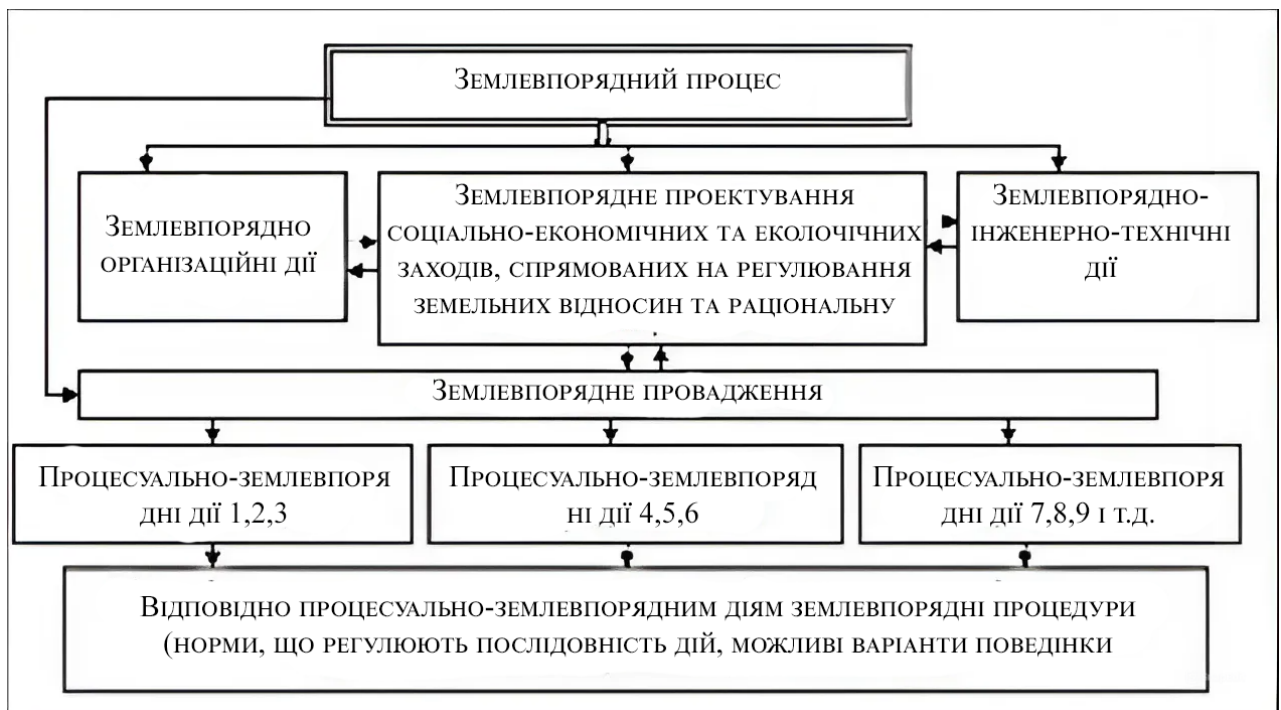 Землевпорядний процес
Землевпорядно
організаційні дії
Землевпорядне проектування
соціально-економічних та еколочічних
заходів, спрямованих на регулювання
земельних відносин та раціональну
Землевпорядно-
інженерно-технічні
дії
Землевпорядне провадження
Процесуально-землевпоря
дні дії 1,2,3
Процесуально-землевпоряд
ні дії 4,5,6
Процесуально-землевпоря
дні дії 7,8,9 і т.д.
Відповідно процесуально-землевпорядним діям землевпорядні процедури
(норми, що регулюють послідовність дій, можливі варіанти поведінки